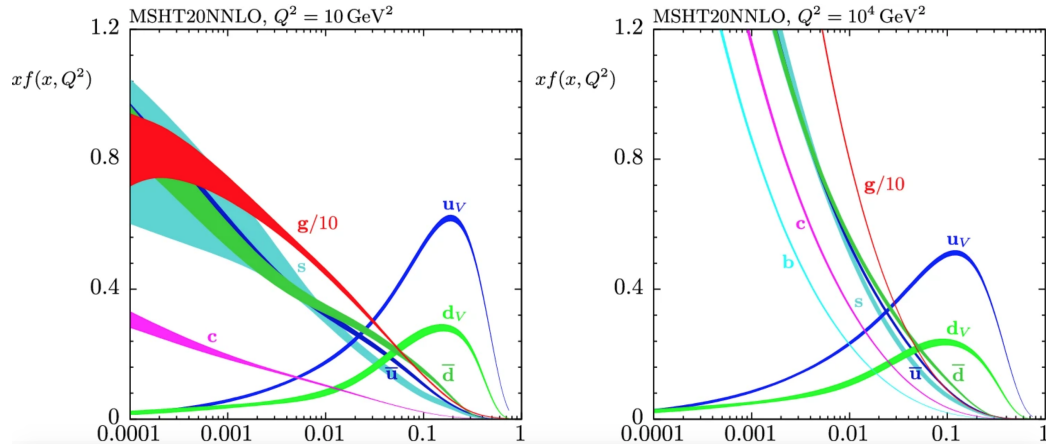 MSHT20NNLO, Q² = 10 GeV²
1.2
xf(x, Q²)
0.8
0.4
0
0.0001
0.001
0.01
0.1
1
g/10
u_V
s
d_V
c
ū
d̄
MSHT20NNLO, Q² = 10⁴ GeV²
1.2
xf(x, Q²)
0.8
0.4
0
0.0001
0.001
0.01
0.1
1
g/10
c
u_V
b
s
d_V
ū
d̄